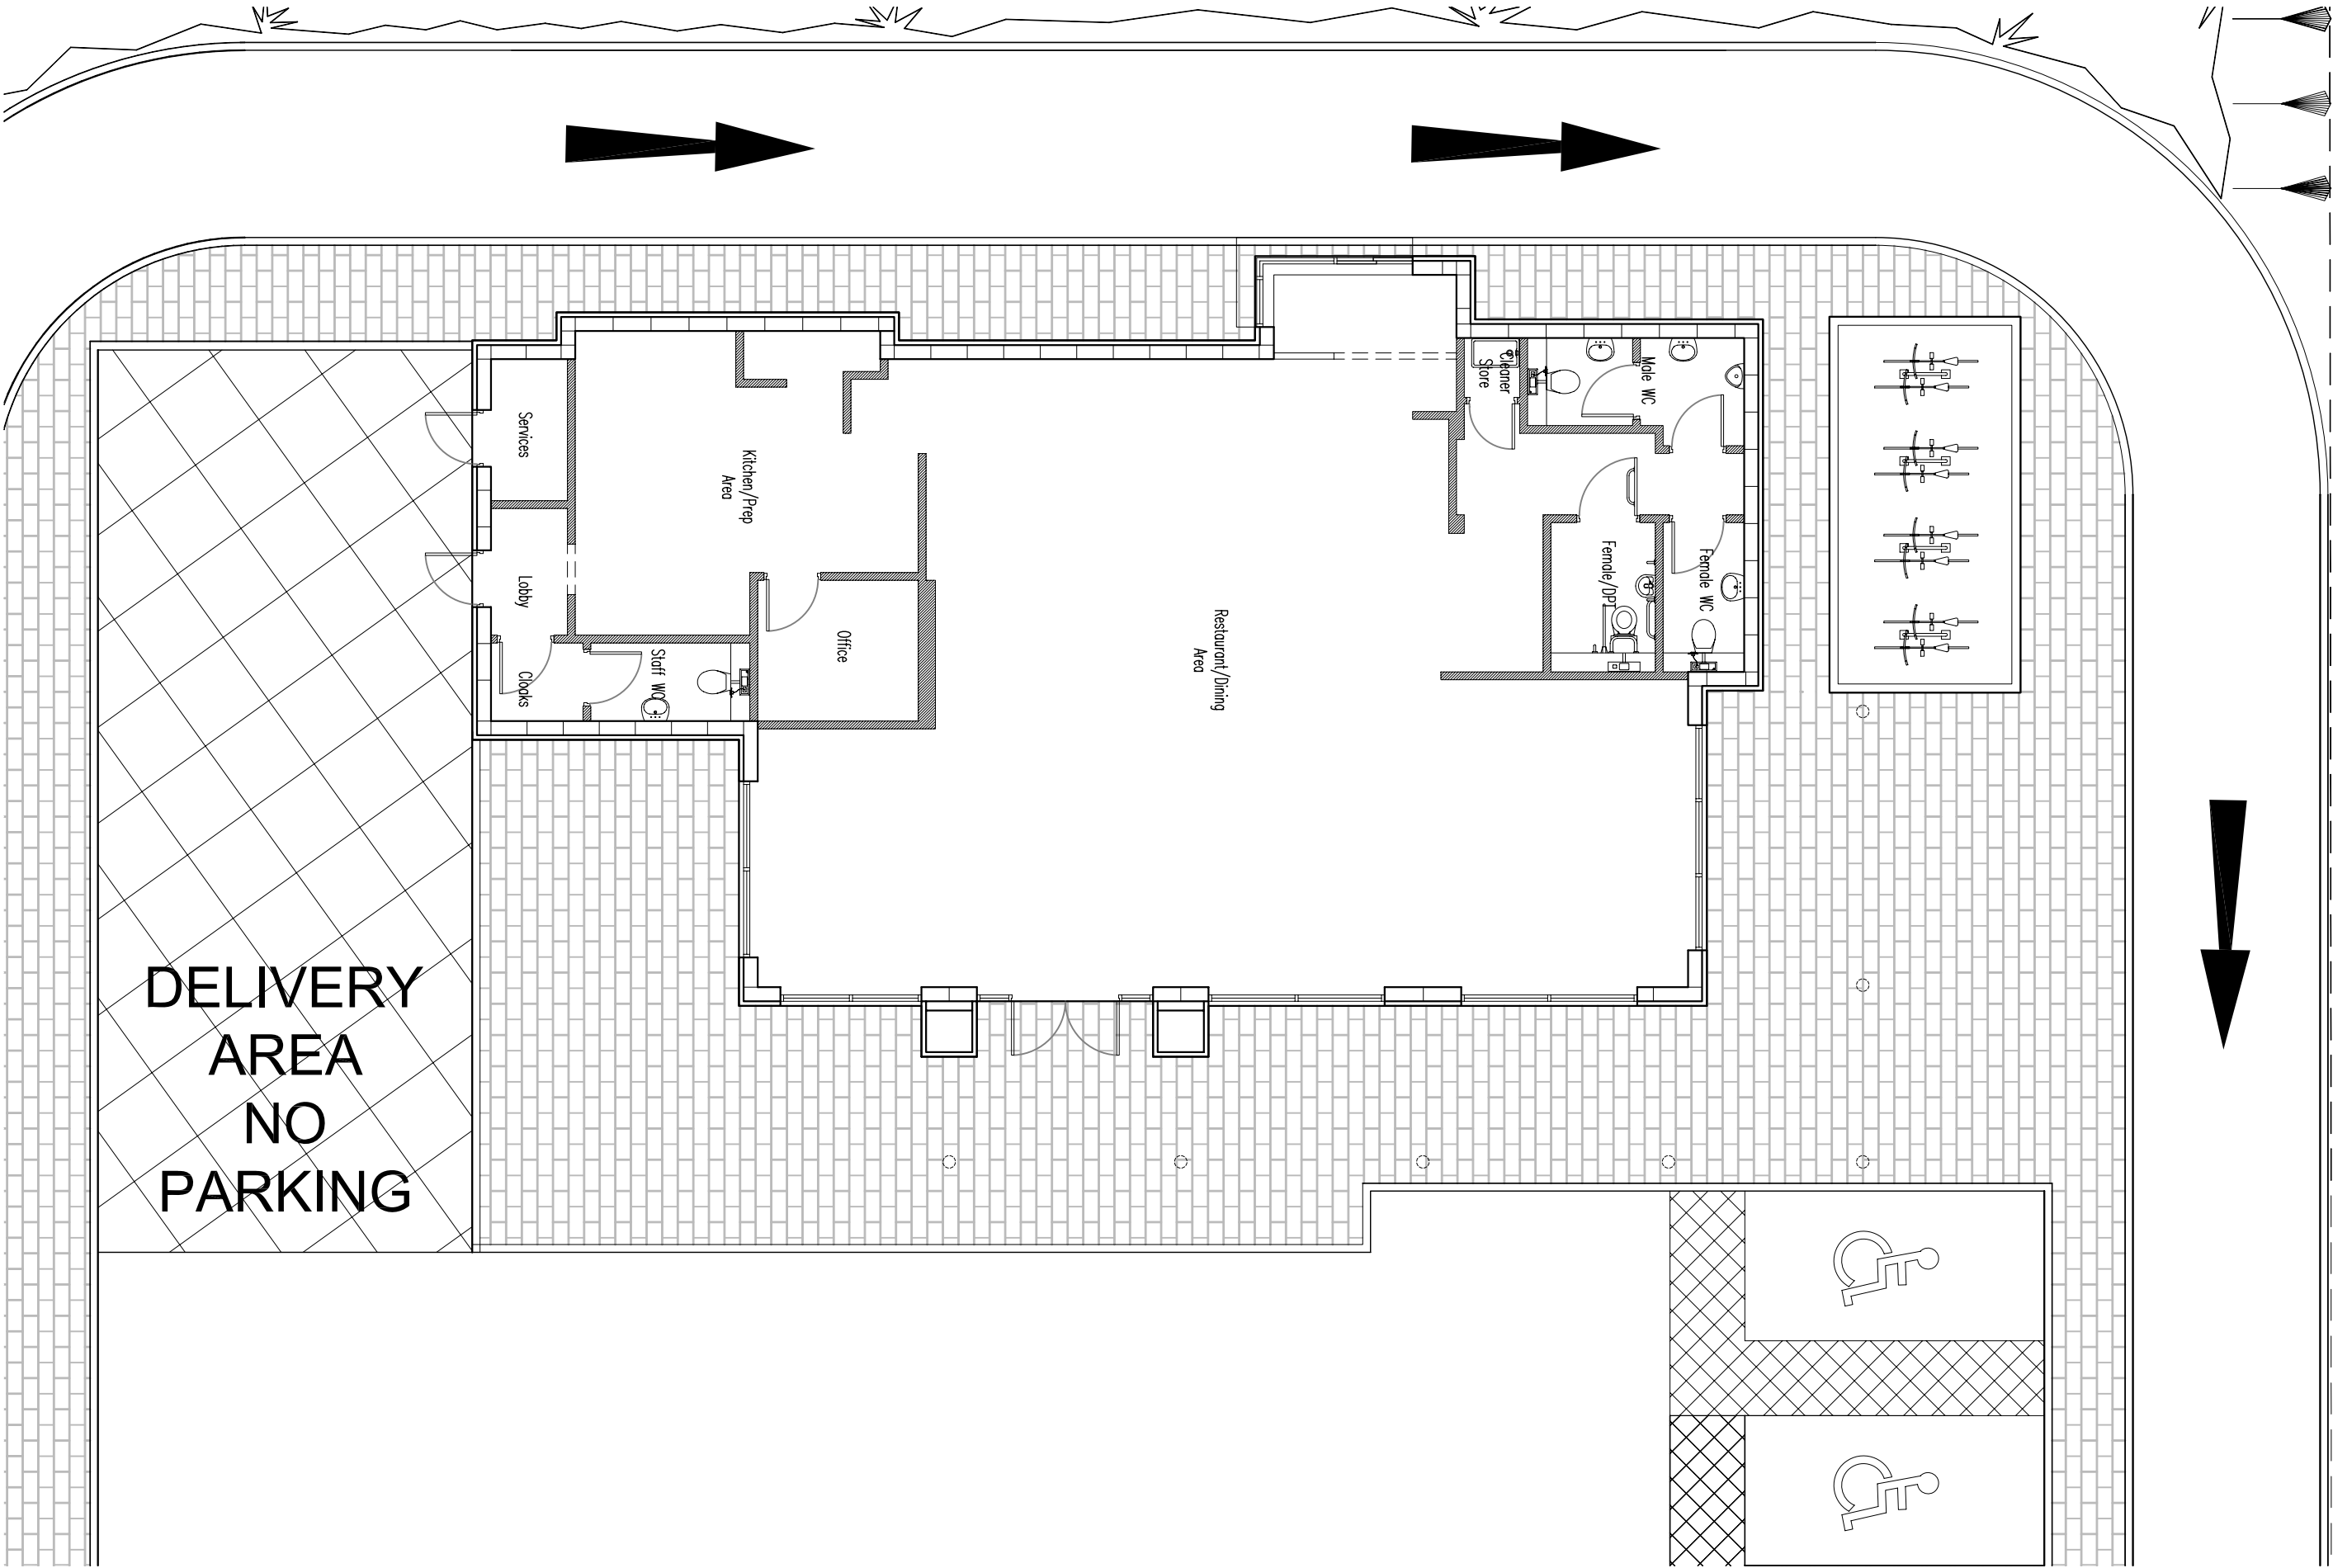 Services
Kitchen/Prep
Area
Lobby
Cloaks
Staff WC
Office
Restaurant/Dining
Area
Cleaner
Store
Male WC
Female/DPT
Female WC
DELIVERY
AREA
NO
PARKING